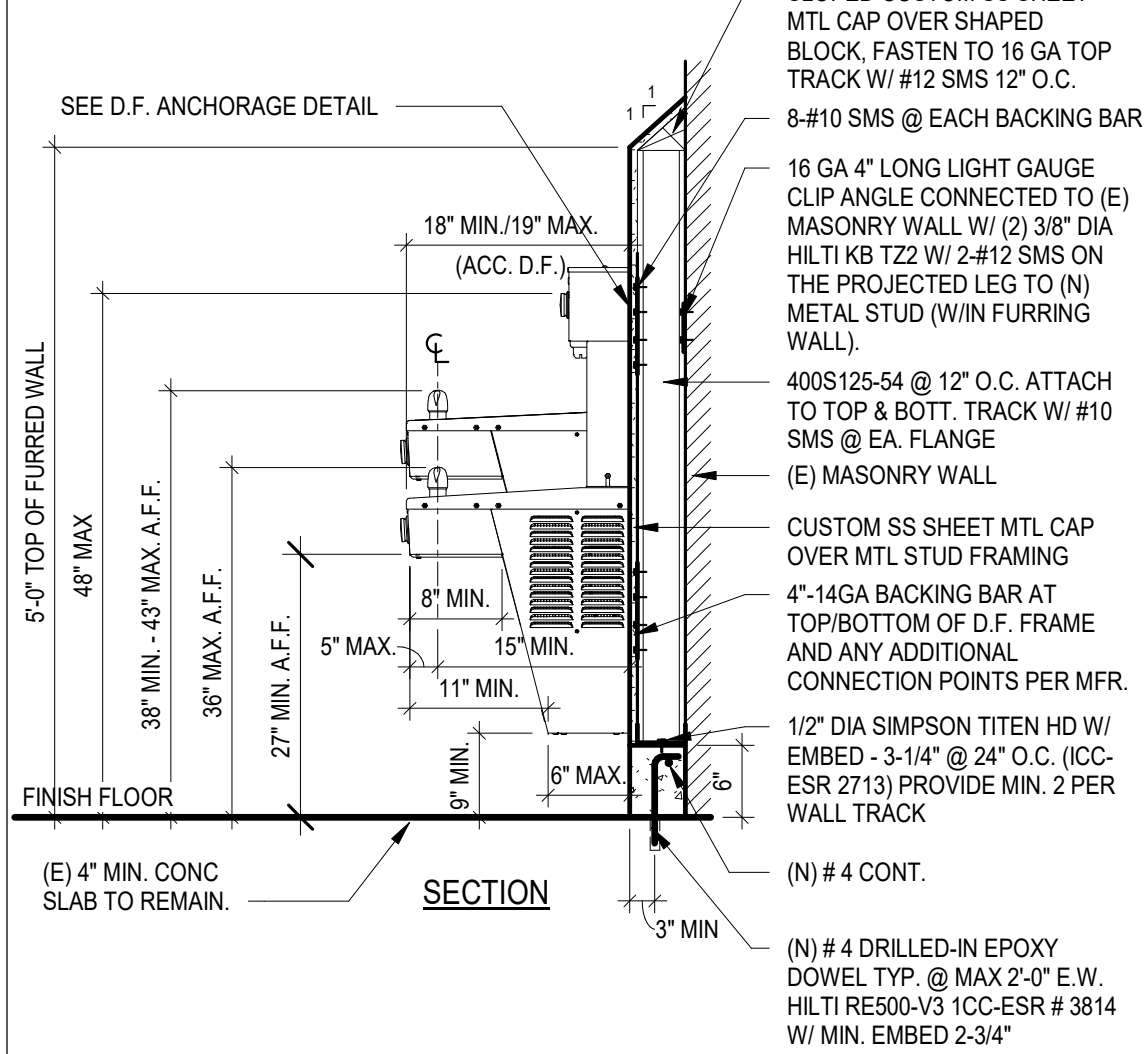 MTL CAP OVER SHAPED
BLOCK, FASTEN TO 16 GA TOP
TRACK W/ #12 SMS 12" O.C.
SEE D.F. ANCHORAGE DETAIL
1
1
8-#10 SMS @ EACH BACKING BAR
16 GA 4" LONG LIGHT GAUGE
CLIP ANGLE CONNECTED TO (E)
MASONRY WALL W/ (2) 3/8" DIA
HILTI KB TZ2 W/ 2-#12 SMS ON
THE PROJECTED LEG TO (N)
METAL STUD (W/IN FURRING
WALL).
18" MIN./19" MAX.
(ACC. D.F.)
5'-0" TOP OF FURRED WALL
48" MAX
38" MIN. - 43" MAX. A.F.F.
36" MAX. A.F.F.
27" MIN. A.F.F.
CL
400S125-54 @ 12" O.C. ATTACH
TO TOP & BOTT. TRACK W/ #10
SMS @ EA. FLANGE
(E) MASONRY WALL
CUSTOM SS SHEET MTL CAP
OVER MTL STUD FRAMING
8" MIN.
5" MAX.
15" MIN.
11" MIN.
4"-14GA BACKING BAR AT
TOP/BOTTOM OF D.F. FRAME
AND ANY ADDITIONAL
CONNECTION POINTS PER MFR.
9" MIN.
6" MAX.
6"
1/2" DIA SIMPSON TITEN HD W/
EMBED - 3-1/4" @ 24" O.C. (ICC-
ESR 2713) PROVIDE MIN. 2 PER
WALL TRACK
FINISH FLOOR
(E) 4" MIN. CONC
SLAB TO REMAIN.
SECTION
3" MIN
(N) # 4 CONT.
(N) # 4 DRILLED-IN EPOXY
DOWEL TYP. @ MAX 2'-0" E.W.
HILTI RE500-V3 1CC-ESR # 3814
W/ MIN. EMBED 2-3/4"